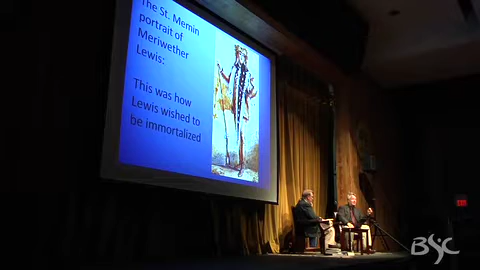 The St. Memin
portrait of
Meriwether
Lewis:
This was how
Lewis wished to
be immortalized
BSC